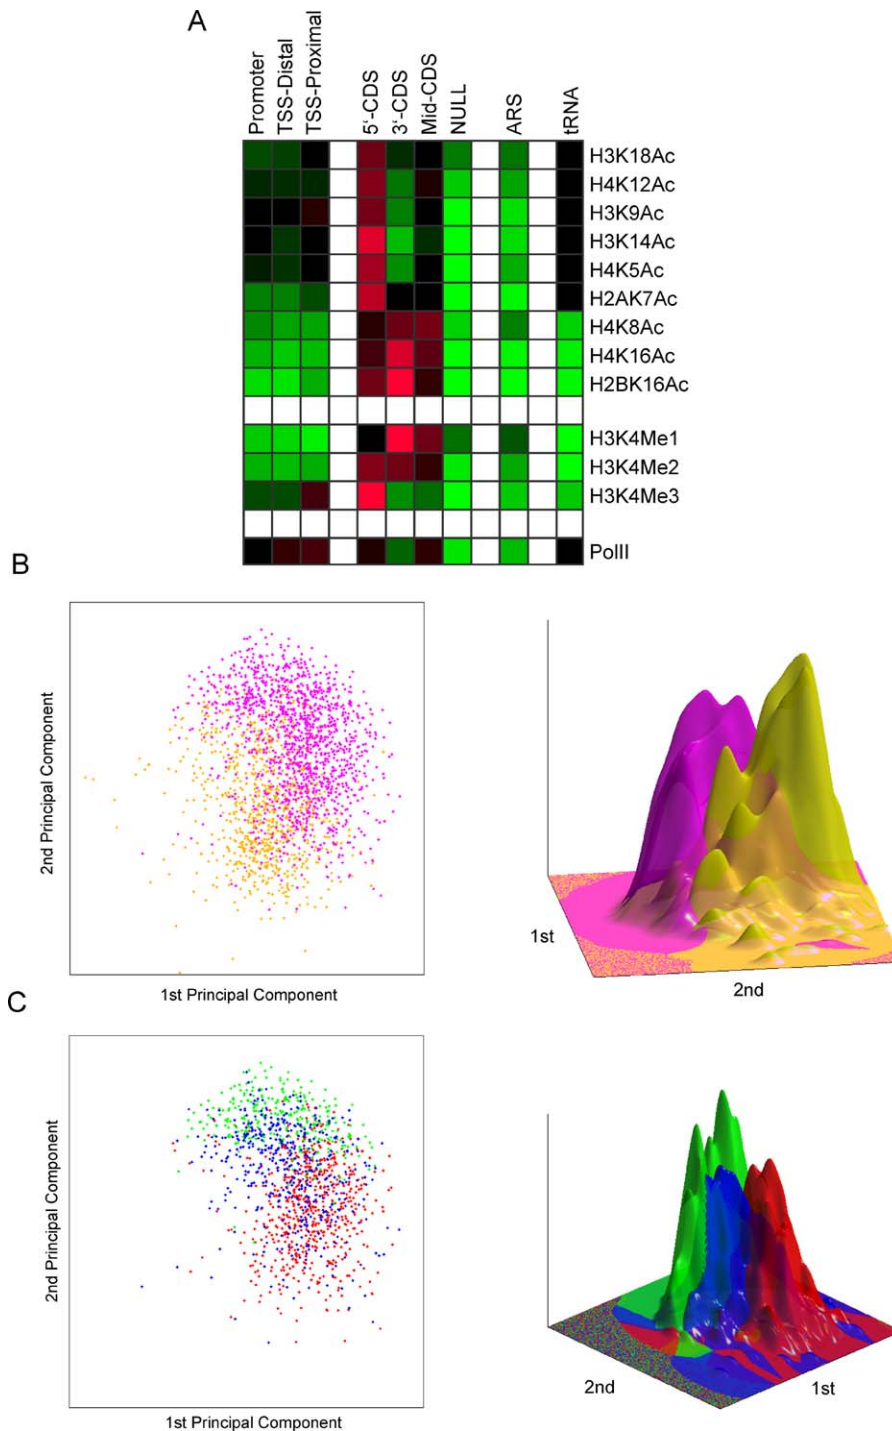 A
Promoter
TSS-Distal
TSS-Proximal
5'-CDS
3'-CDS
Mid-CDS
NULL
ARS
tRNA
H3K18Ac
H4K12Ac
H3K9Ac
H3K14Ac
H4K5Ac
H2AK7Ac
H4K8Ac
H4K16Ac
H2BK16Ac
H3K4Me1
H3K4Me2
H3K4Me3
PolII
B
2nd Principal Component
1st Principal Component
1st
2nd
C
2nd Principal Component
1st Principal Component
2nd
1st